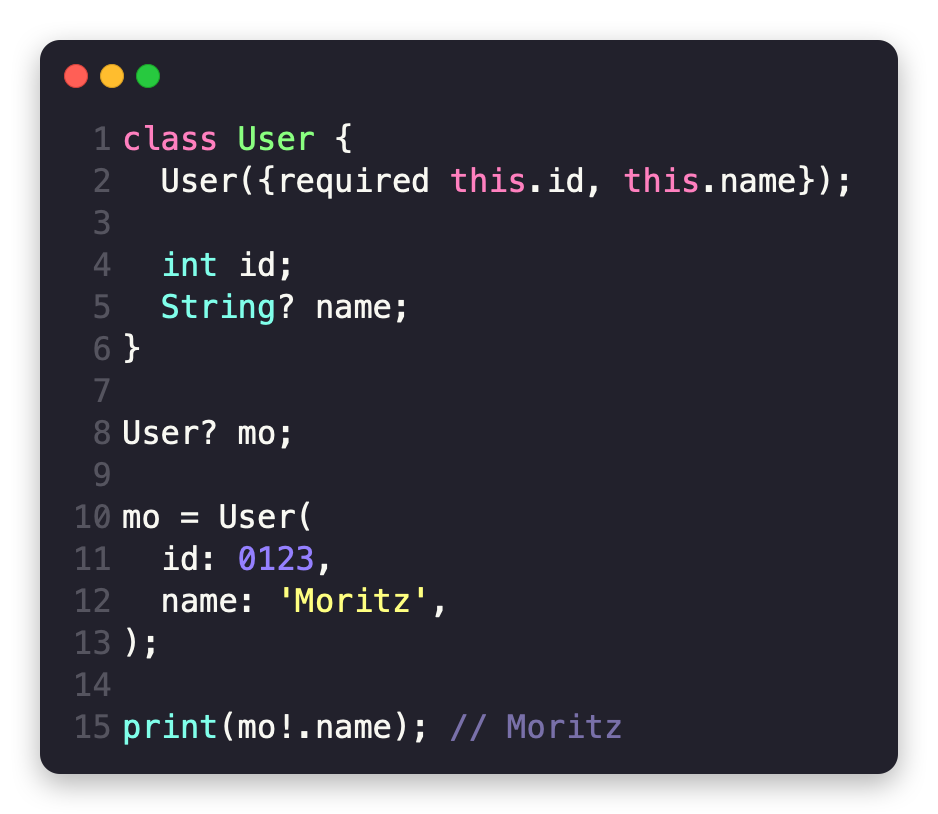 1 class User {
2   User({required this.id, this.name});
3
4   int id;
5   String? name;
6 }
7
8 User? mo;
9
10 mo = User(
11   id: 0123,
12   name: 'Moritz',
13 );
14
15 print(mo!.name); // Moritz